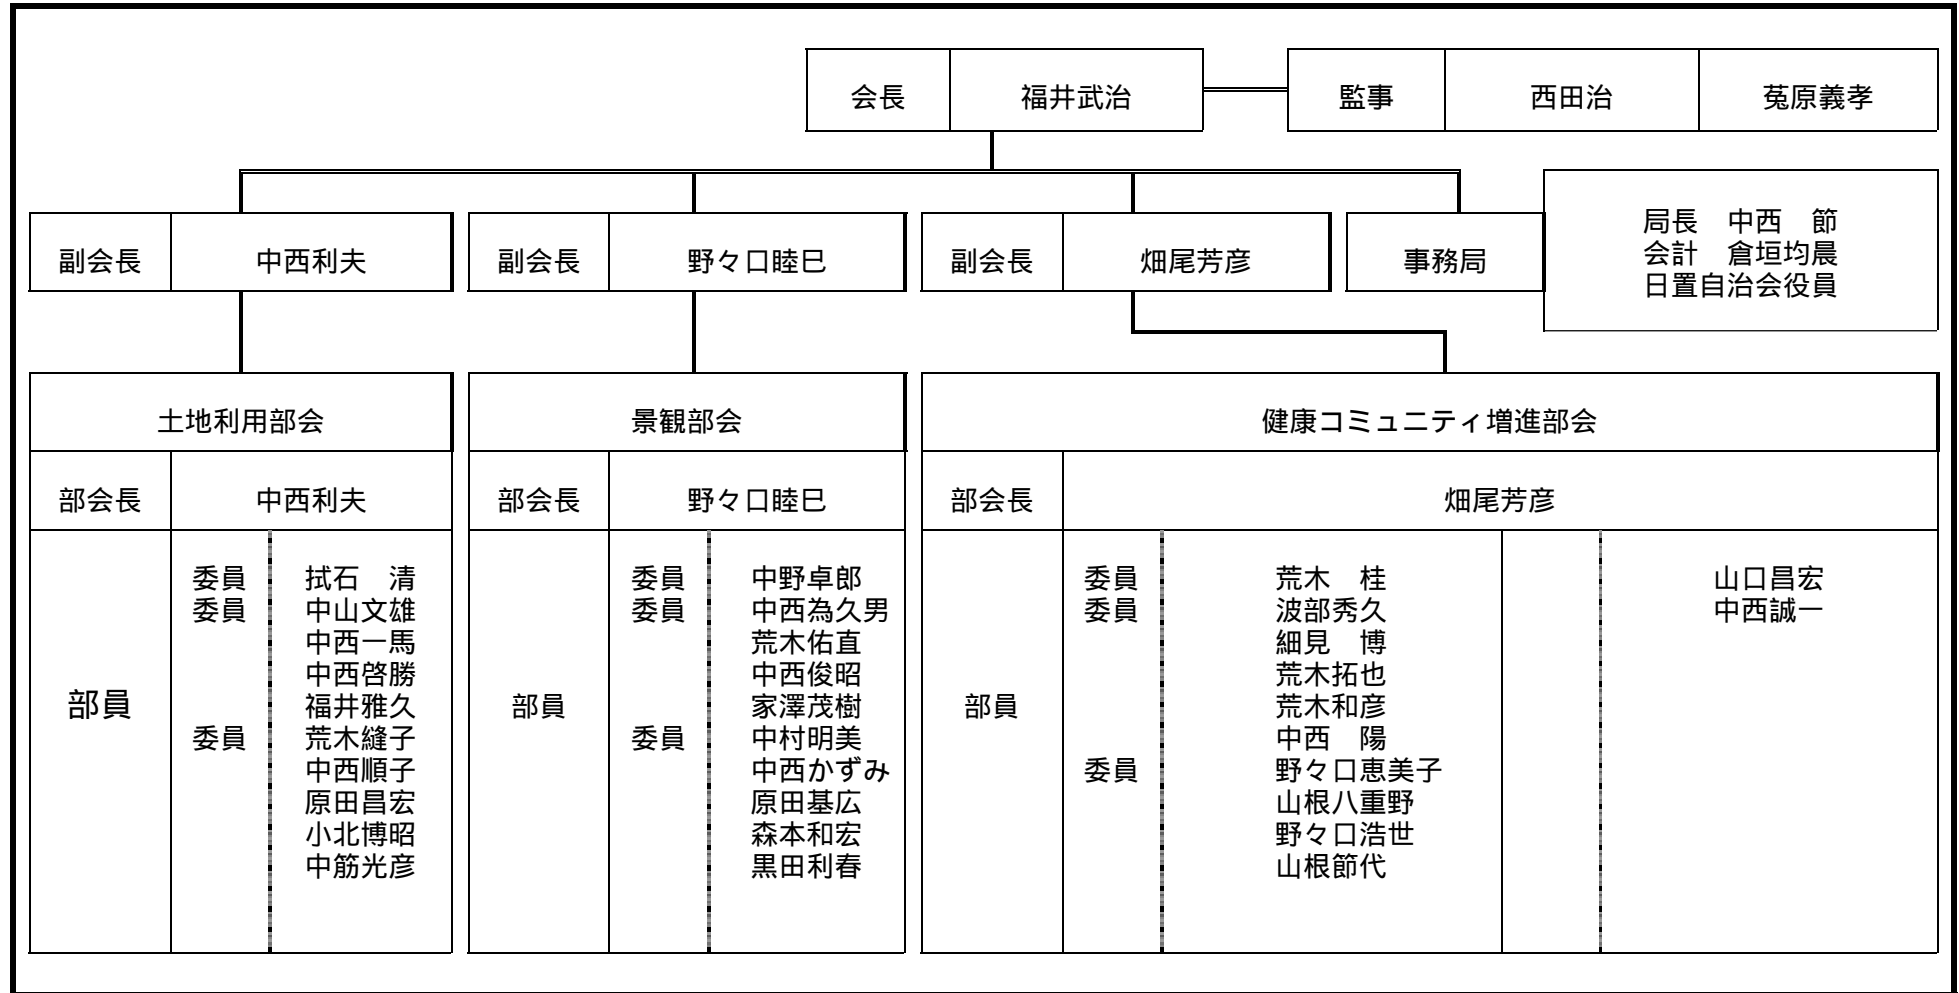 会長 福井武治 監事 西田治 菟原義孝
副会長 中西利夫 副会長 野々口睦巳 副会長 畑尾芳彦 事務局
局長　中西　節
会計　倉垣均晨
日置自治会役員
土地利用部会
部会長 中西利夫
部員
委員 拭石　清
委員 中山文雄
中西一馬
中西啓勝
福井雅久
委員 荒木縫子
中西順子
原田昌宏
小北博昭
中筋光彦
景観部会
部会長 野々口睦巳
部員
委員 中野卓郎
委員 中西為久男
荒木佑直
中西俊昭
家澤茂樹
委員 中村明美
中西かずみ
原田基広
森本和宏
黒田利春
健康コミュニティ増進部会
部会長 畑尾芳彦
部員
委員 荒木　桂
委員 波部秀久
細見　博
荒木拓也
荒木和彦
中西　陽
委員 野々口恵美子
山根八重野
野々口浩世
山根節代
山口昌宏
中西誠一